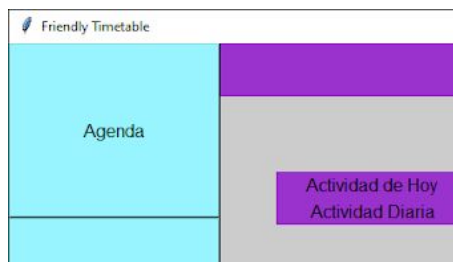 Friendly Timetable
Agenda
Actividad de Hoy
Actividad Diaria